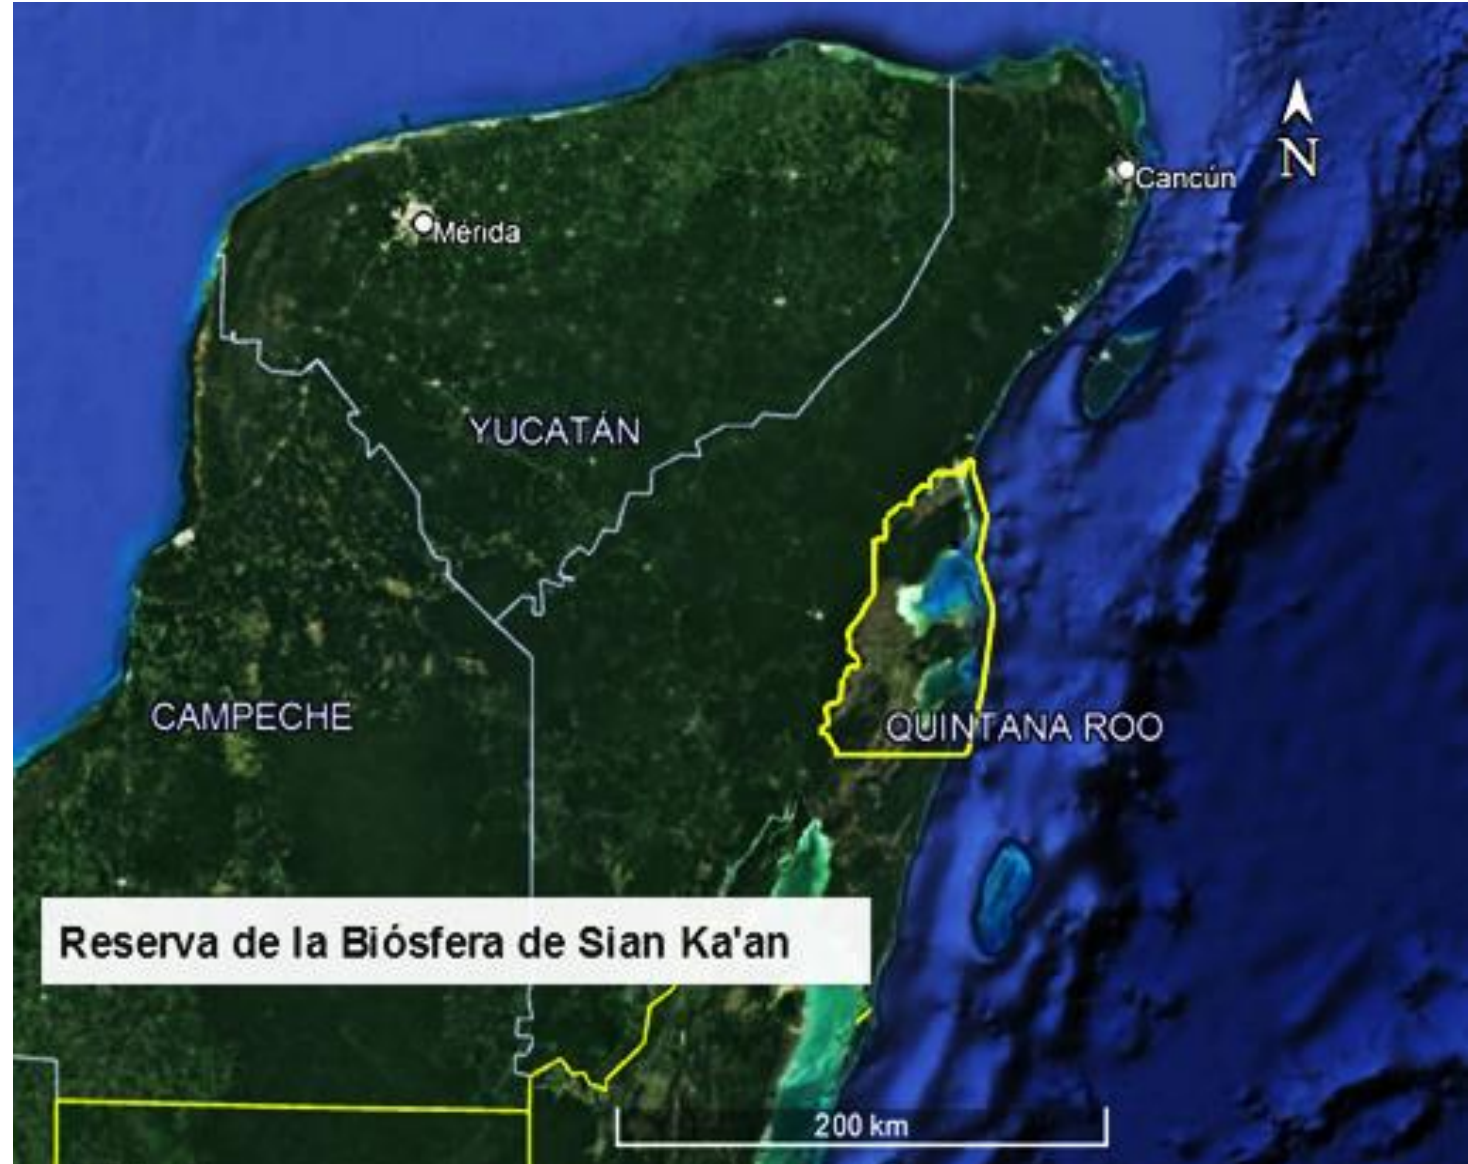 N
Cancún
Mérida
YUCATÁN
CAMPECHE
QUINTANA ROO
Reserva de la Biósfera de Sian Ka'an
200 km